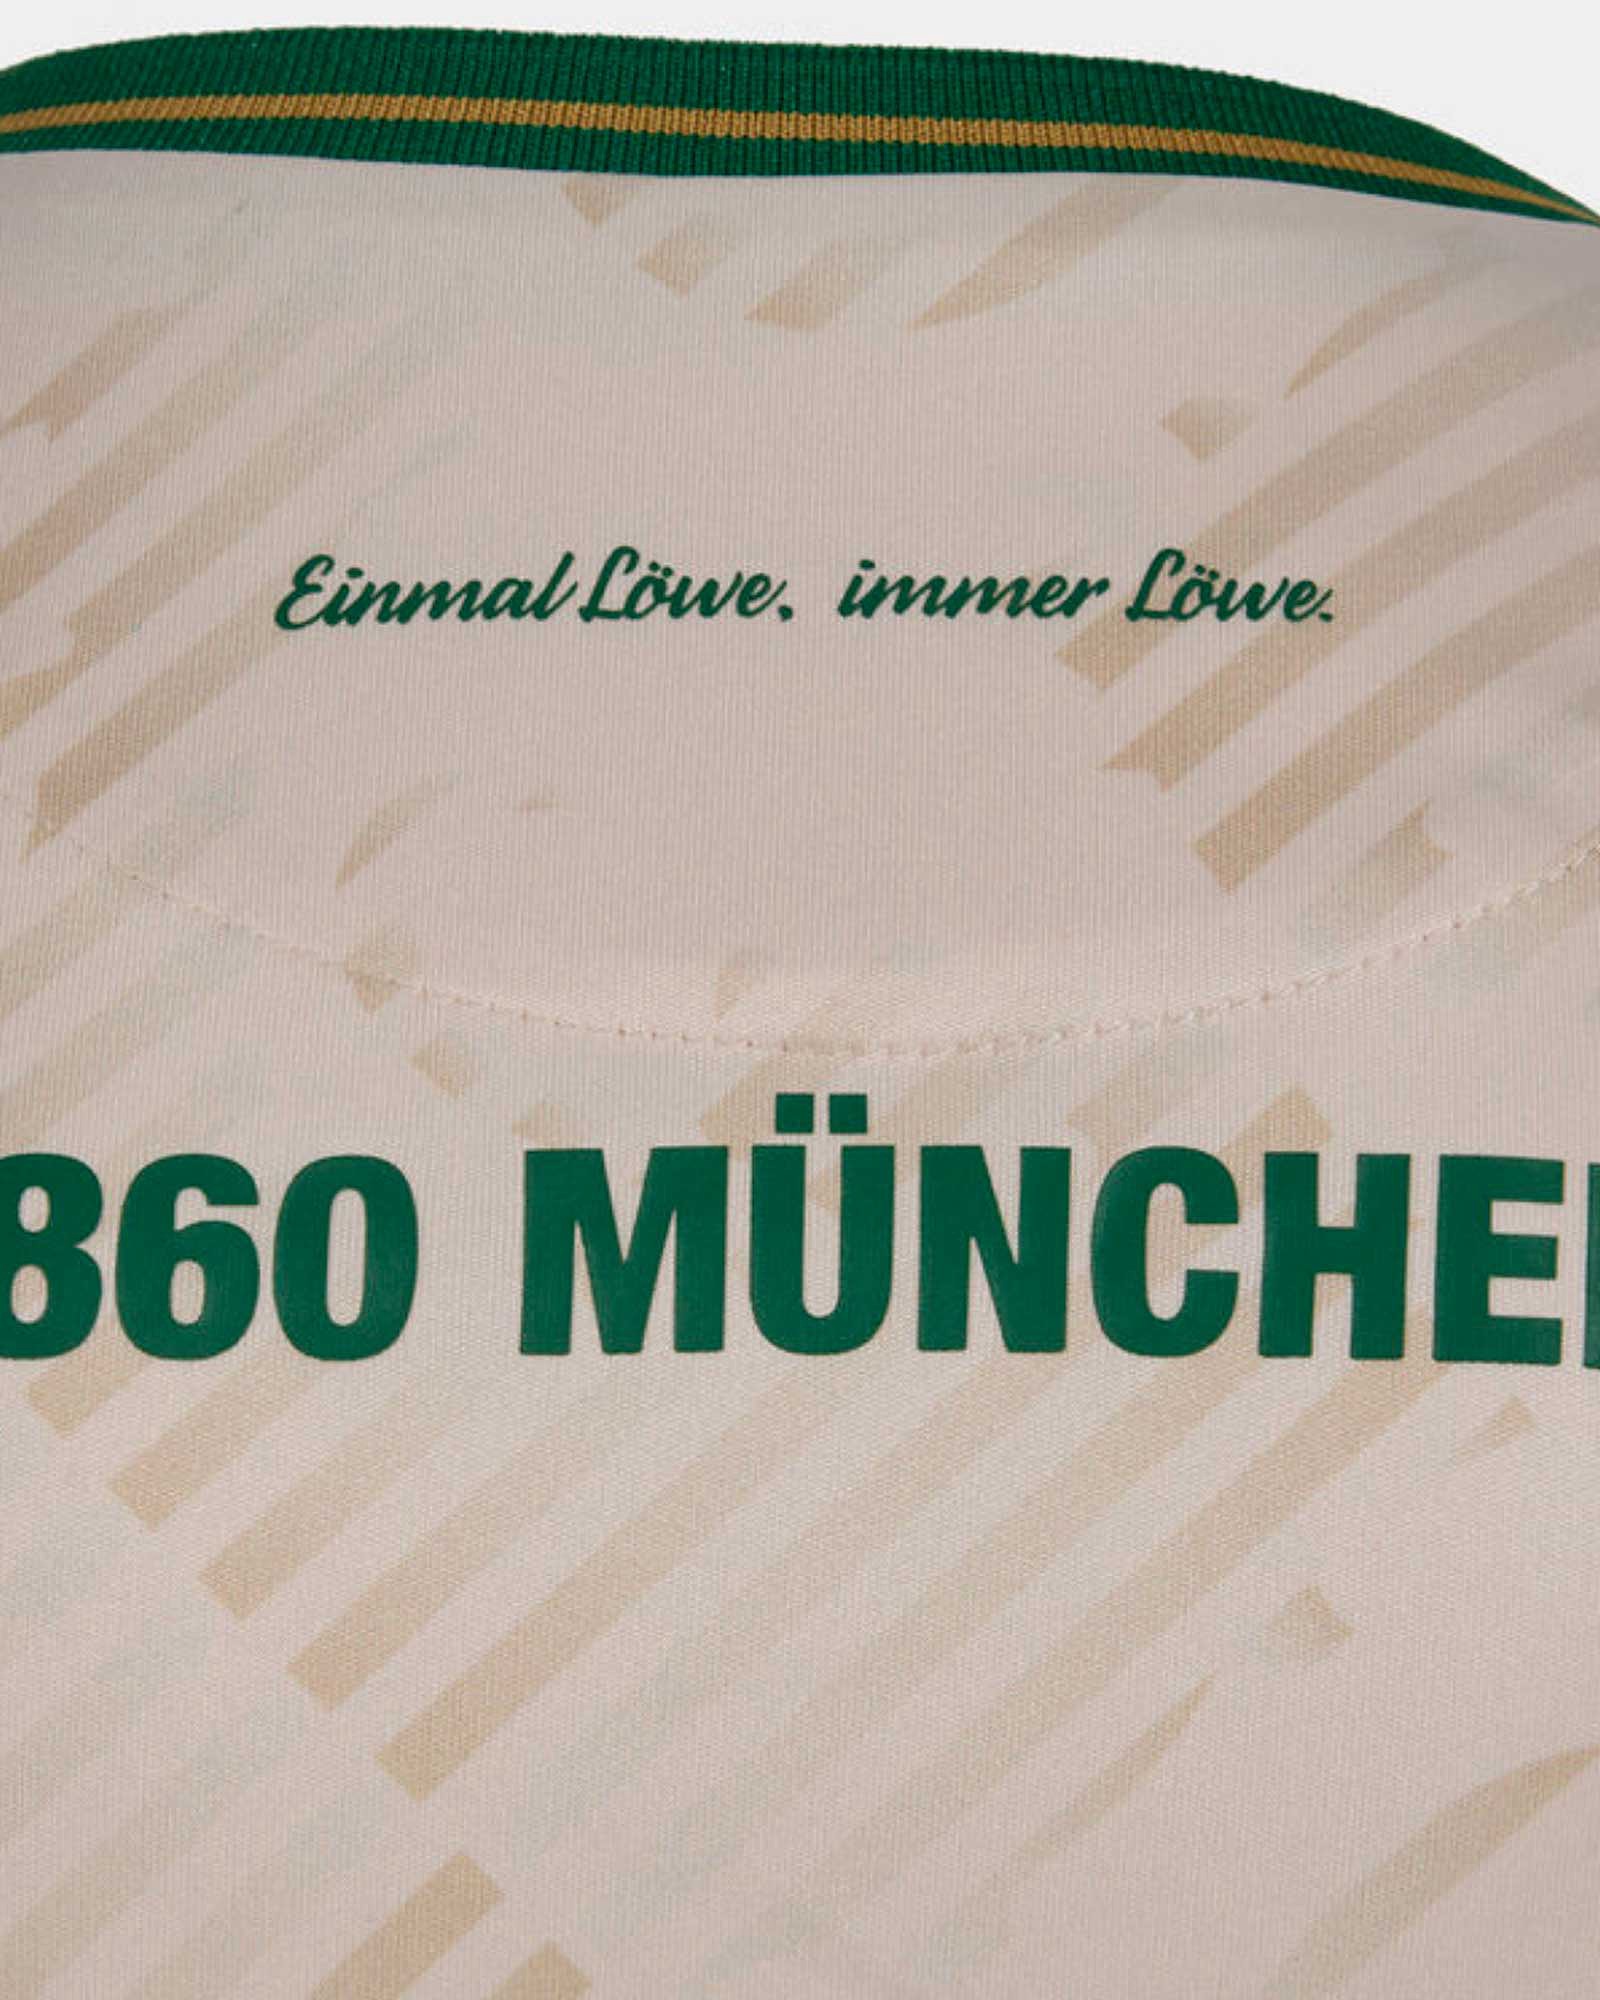 Einmal Löwe, immer Löwe.
860 MÜNCHE